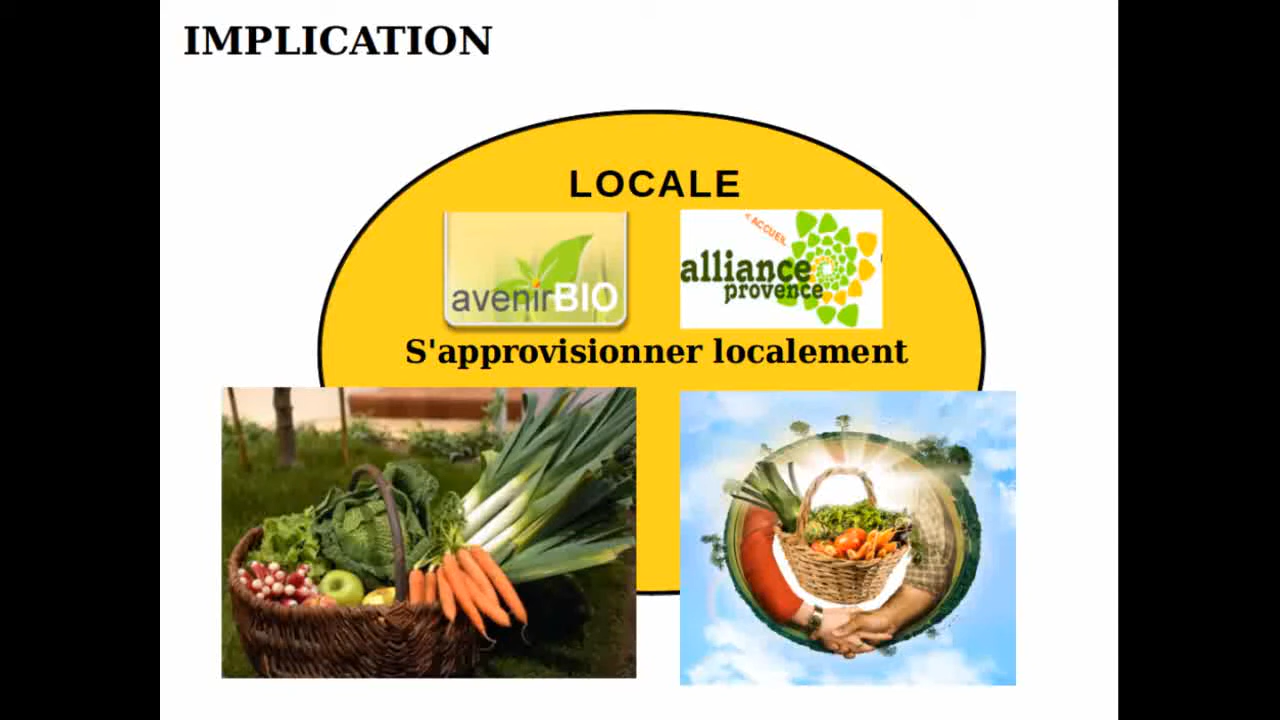 IMPLICATION
LOCALE
avenirBIO
< ACCUEIL
alliance
provence
S'approvisionner localement